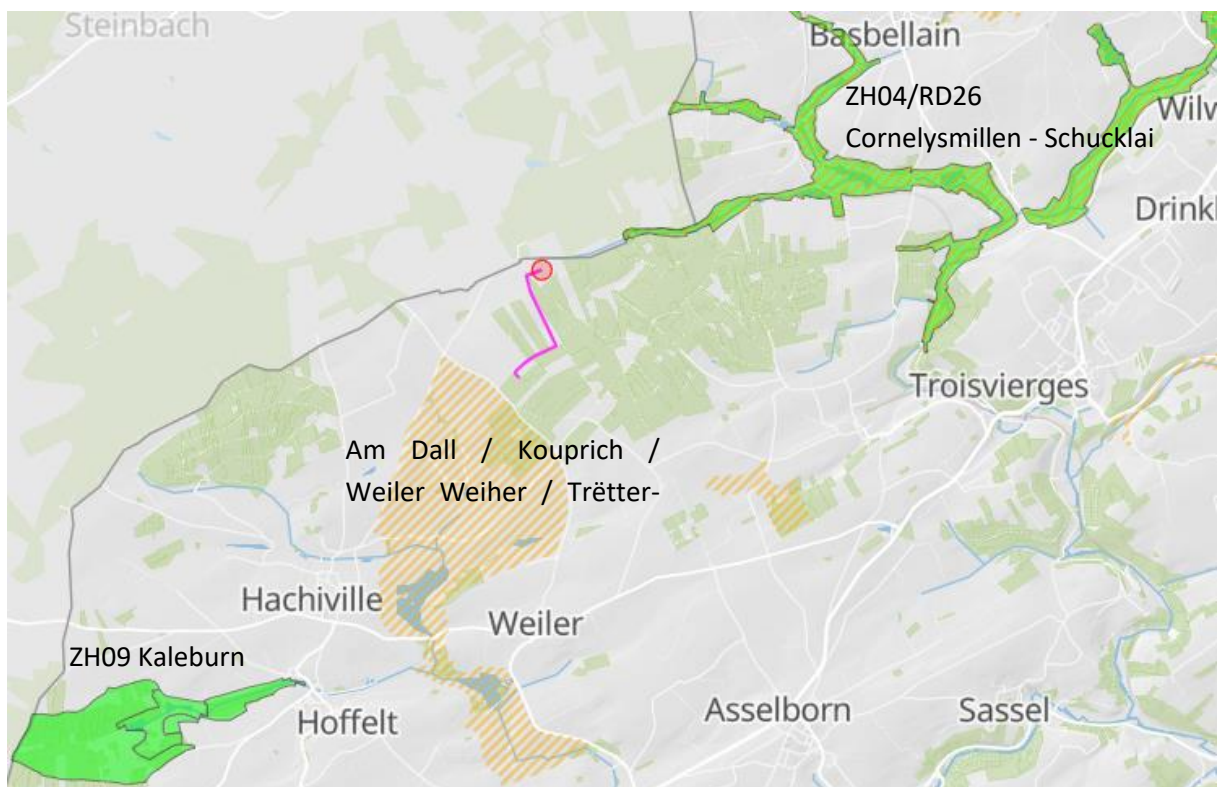 Steinbach
Basbellain
ZH04/RD26
Cornelysmillen - Schucklai
Wilw
Drinkl
Troisvierges
Am Dall / Kouprich /
Weiler Weiher / Trëtter-
Hachiville
Weiler
ZH09 Kaleburn
Hoffelt
Asselborn
Sassel